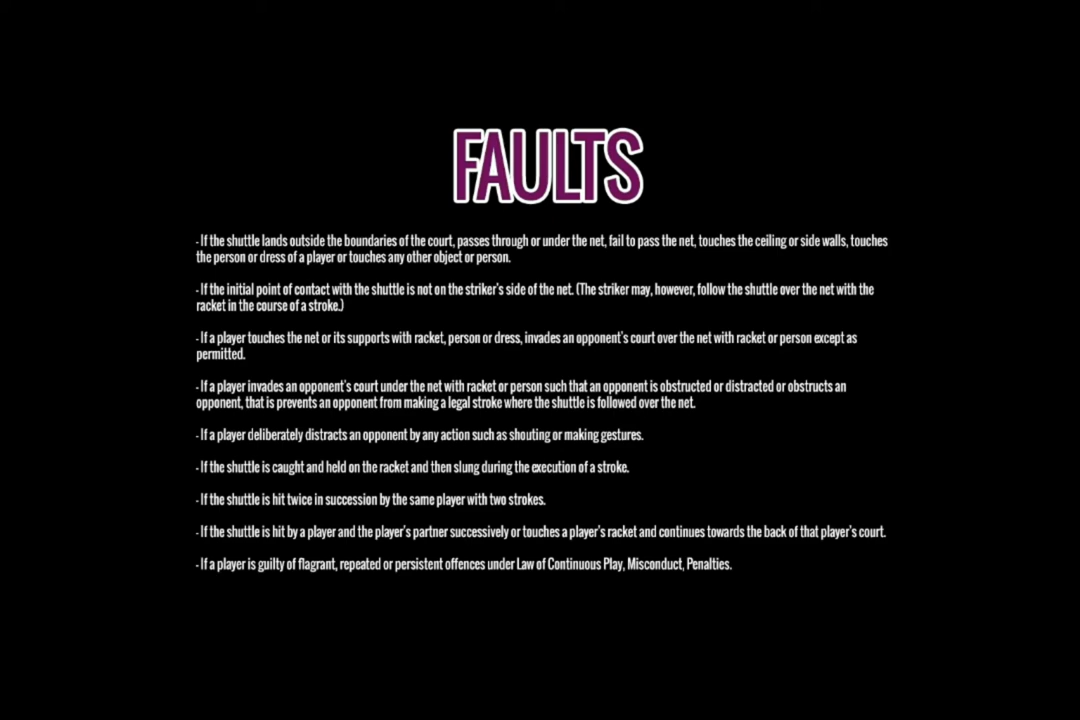 FAULTS
- If the shuttle lands outside the boundaries of the court, passes through or under the net, fail to pass the net, touches the ceiling or side walls, touches
the person or dress of a player or touches any other object or person.
- If the initial point of contact with the shuttle is not on the striker's side of the net. (The striker may, however, follow the shuttle over the net with the
racket in the course of a stroke.)
- If a player touches the net or its supports with racket, person or dress, invades an opponent's court over the net with racket or person except as
permitted.
- If a player invades an opponent's court under the net with racket or person such that an opponent is obstructed or distracted or obstructs an
opponent, that is prevents an opponent from making a legal stroke where the shuttle is followed over the net.
- If a player deliberately distracts an opponent by any action such as shouting or making gestures.
- If the shuttle is caught and held on the racket and then slung during the execution of a stroke.
- If the shuttle is hit twice in succession by the same player with two strokes.
- If the shuttle is hit by a player and the player's partner successively or touches a player's racket and continues towards the back of that player's court.
- If a player is guilty of flagrant, repeated or persistent offences under Law of Continuous Play, Misconduct, Penalties.